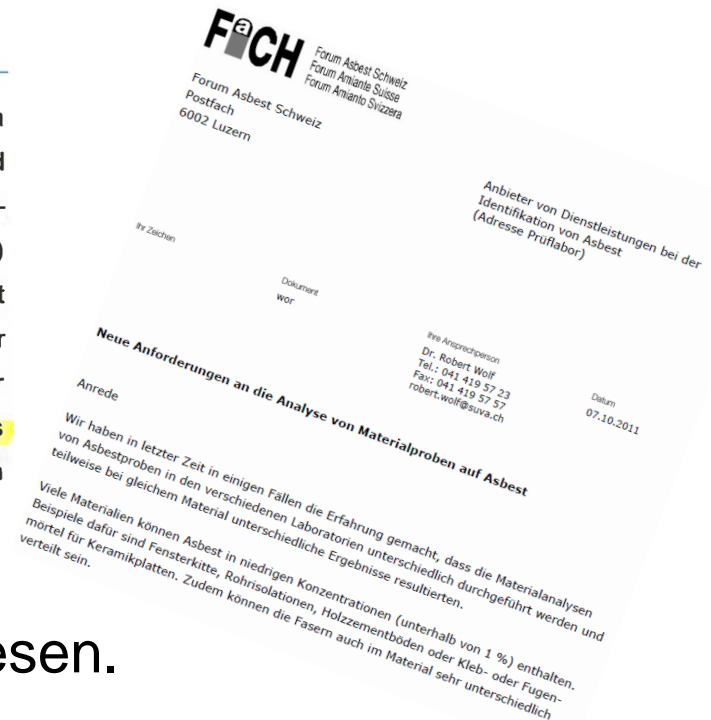 FaCH
Forum Asbest Schweiz
Forum Amiante Suisse
Forum Amianto Svizzera
Forum Asbest Schweiz
Postfach
6002 Luzern
Anbieter von Dienstleistungen bei der
Identifikation von Asbest
(Adresse Prüflabor)
Ihr Zeichen
Dokument
wor
Ihre Ansprechperson
Dr. Robert Wolf
Tel.: 041 419 57 23
Fax: 041 419 57 57
robert.wolf@suva.ch
Datum
07.10.2011
Neue Anforderungen an die Analyse von Materialproben auf Asbest
Anrede
Wir haben in letzter Zeit in einigen Fällen die Erfahrung gemacht, dass die Materialanalysen
von Asbestproben in den verschiedenen Laboratorien unterschiedlich durchgeführt werden und
teilweise bei gleichem Material unterschiedliche Ergebnisse resultierten.
Viele Materialien können Asbest in niedrigen Konzentrationen (unterhalb von 1 %) enthalten.
Beispiele dafür sind Fensterkitte, Rohrisolationen, Holzzementböden oder Kleb- oder Fugen-
mörtel für Keramikplatten. Zudem können die Fasern auch im Material sehr unterschiedlich
verteilt sein.
esen.